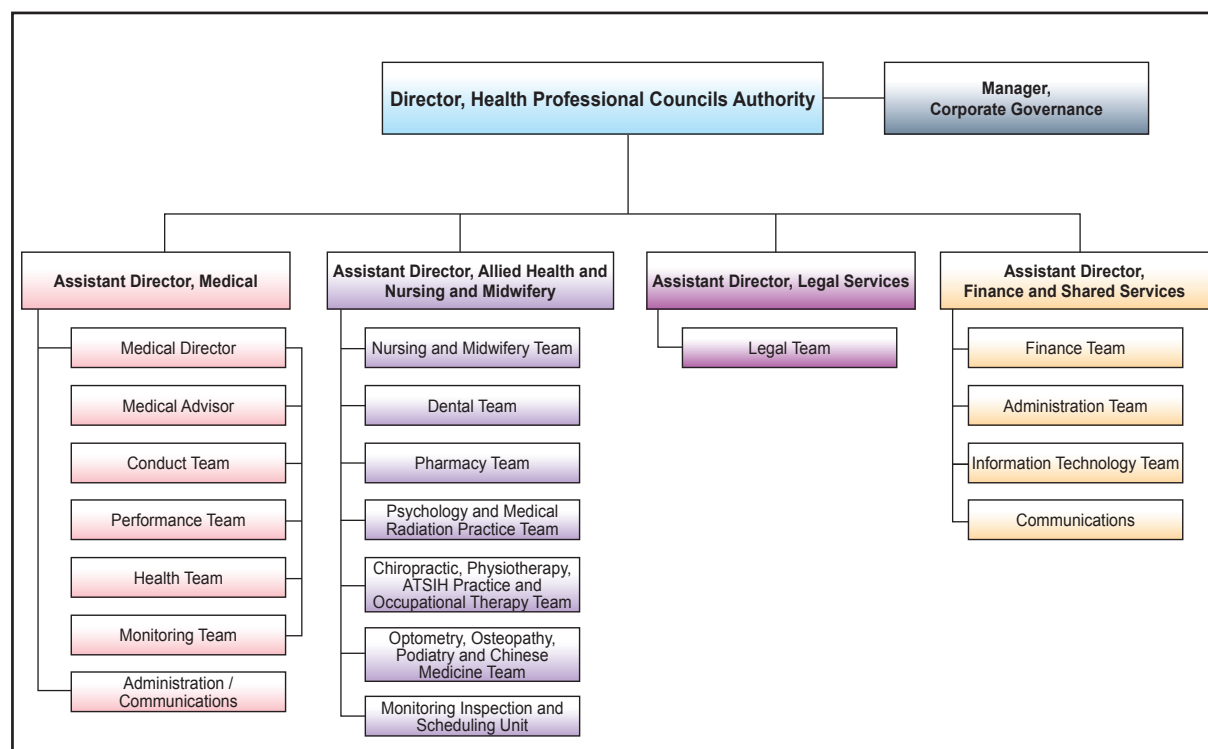 Director, Health Professional Councils Authority
Manager,
Corporate Governance
Assistant Director, Medical
Medical Director
Medical Advisor
Conduct Team
Performance Team
Health Team
Monitoring Team
Administration /
Communications
Assistant Director, Allied Health and
Nursing and Midwifery
Nursing and Midwifery Team
Dental Team
Pharmacy Team
Psychology and Medical
Radiation Practice Team
Chiropractic, Physiotherapy,
ATSIH Practice and
Occupational Therapy Team
Optometry, Osteopathy,
Podiatry and Chinese
Medicine Team
Monitoring Inspection and
Scheduling Unit
Assistant Director, Legal Services
Legal Team
Assistant Director,
Finance and Shared Services
Finance Team
Administration Team
Information Technology Team
Communications